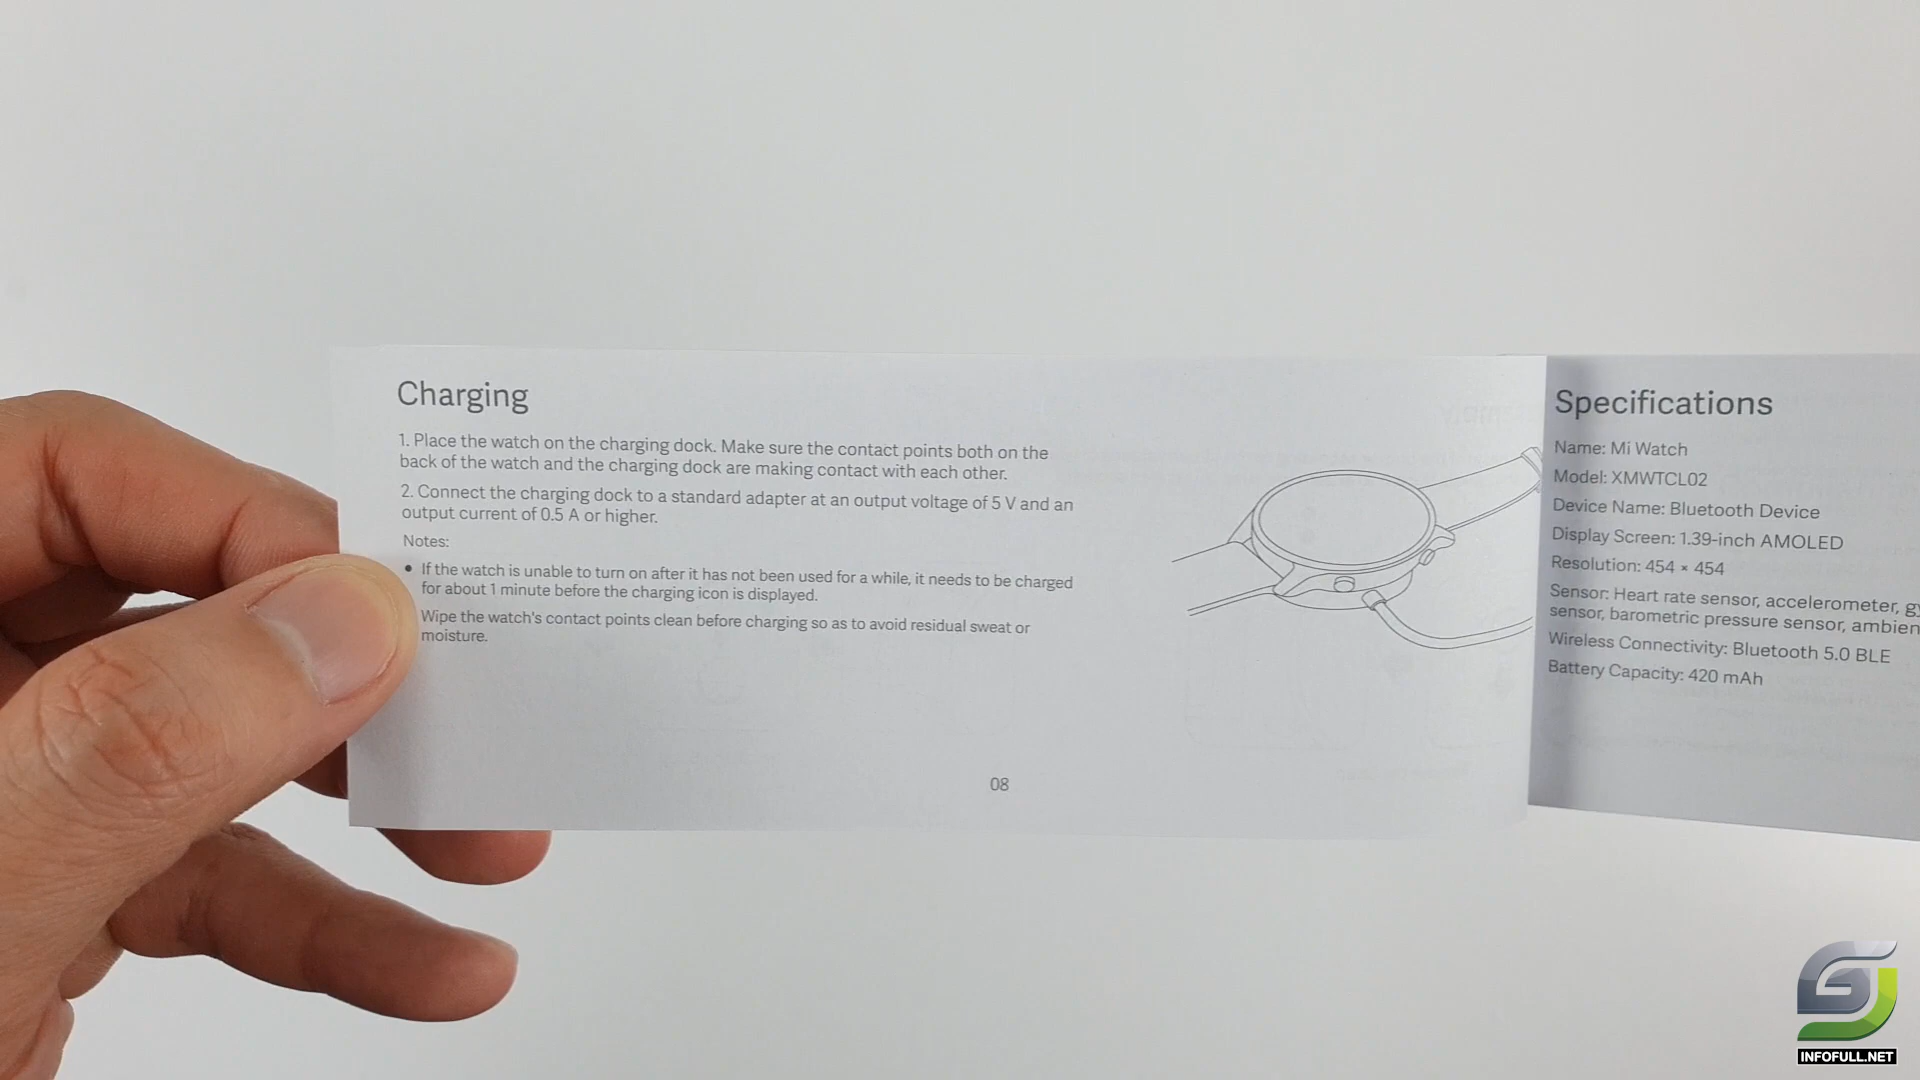 Charging
1. Place the watch on the charging dock. Make sure the contact points both on the
back of the watch and the charging dock are making contact with each other.
2. Connect the charging dock to a standard adapter at an output voltage of 5 V and an
output current of 0.5 A or higher.
Notes:
• If the watch is unable to turn on after it has not been used for a while, it needs to be charged
for about 1 minute before the charging icon is displayed.
Wipe the watch's contact points clean before charging so as to avoid residual sweat or
moisture.
08
Specifications
Name: Mi Watch
Model: XMWTCL02
Device Name: Bluetooth Device
Display Screen: 1.39-inch AMOLED
Resolution: 454 × 454
Sensor: Heart rate sensor, accelerometer,
sensor, barometric pressure sensor,
Wireless Connectivity: Bluetooth 5.0 BLE
Battery Capacity: 420 mAh
INFOFULL.NET